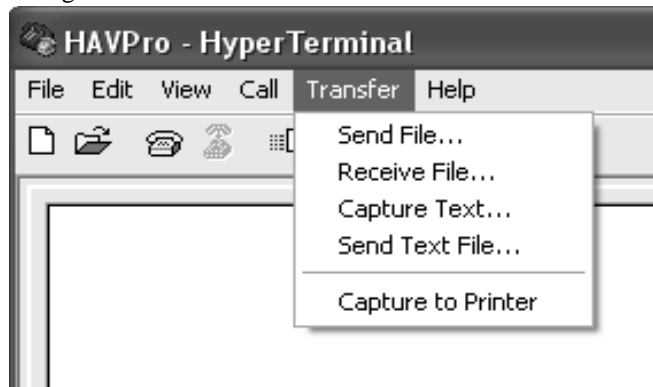 HAVPro - HyperTerminal
File Edit View Call Transfer Help
Send File...
Receive File...
Capture Text...
Send Text File...
Capture to Printer